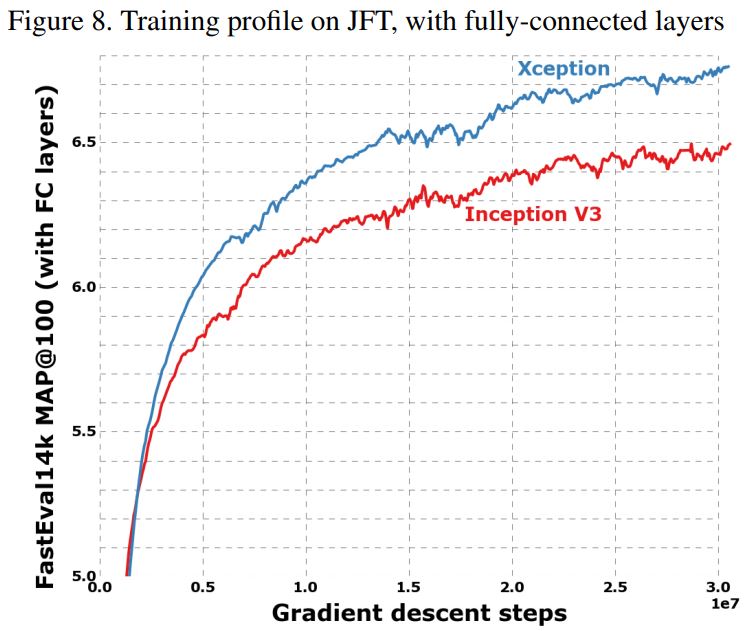 Figure 8. Training profile on JFT, with fully-connected layers
FastEval14k MAP@100 (with FC layers)
Xception
6.5
Inception V3
6.0
5.5
5.0
0.0 0.5 1.0 1.5 2.0 2.5 3.0
1e7
Gradient descent steps